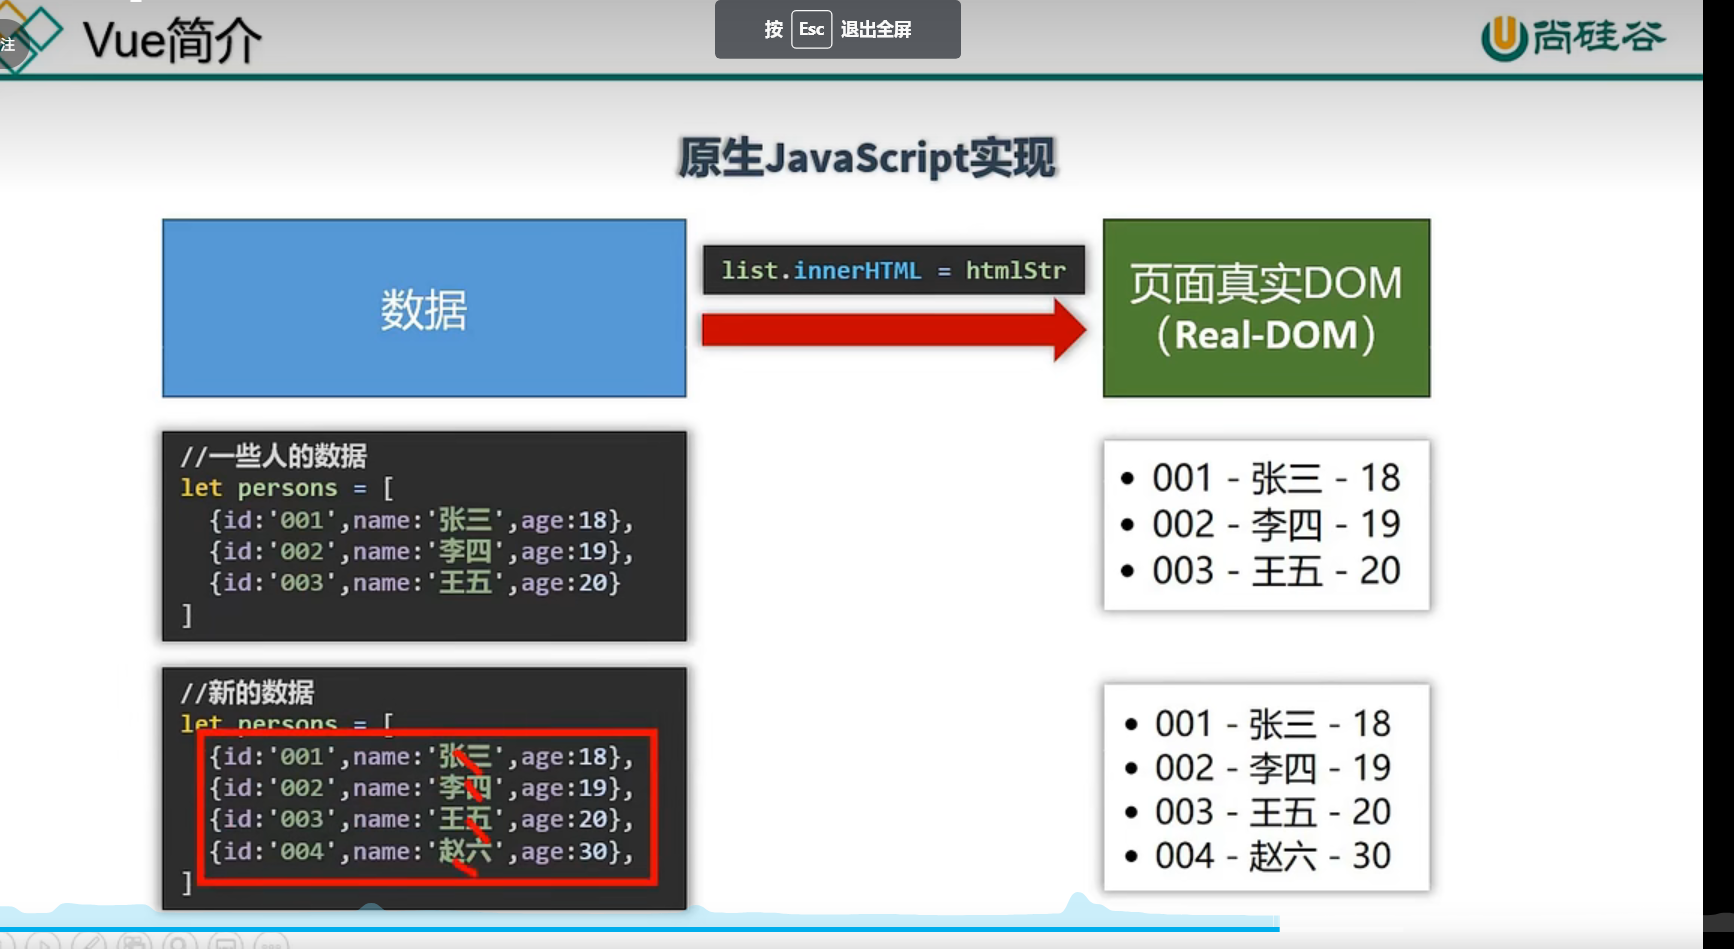 注
Vue简介
按 Esc 退出全屏
尚硅谷
原生JavaScript实现
数据
list.innerHTML = htmlStr
页面真实DOM
（Real-DOM）
//一些人的数据
let persons = [
{id:'001',name:'张三',age:18},
{id:'002',name:'李四',age:19},
{id:'003',name:'王五',age:20}
]
• 001 - 张三 - 18
• 002 - 李四 - 19
• 003 - 王五 - 20
//新的数据
let persons = [
{id:'001',name:'张三',age:18},
{id:'002',name:'李四',age:19},
{id:'003',name:'王五',age:20},
{id:'004',name:'赵六',age:30},
]
• 001 - 张三 - 18
• 002 - 李四 - 19
• 003 - 王五 - 20
• 004 - 赵六 - 30